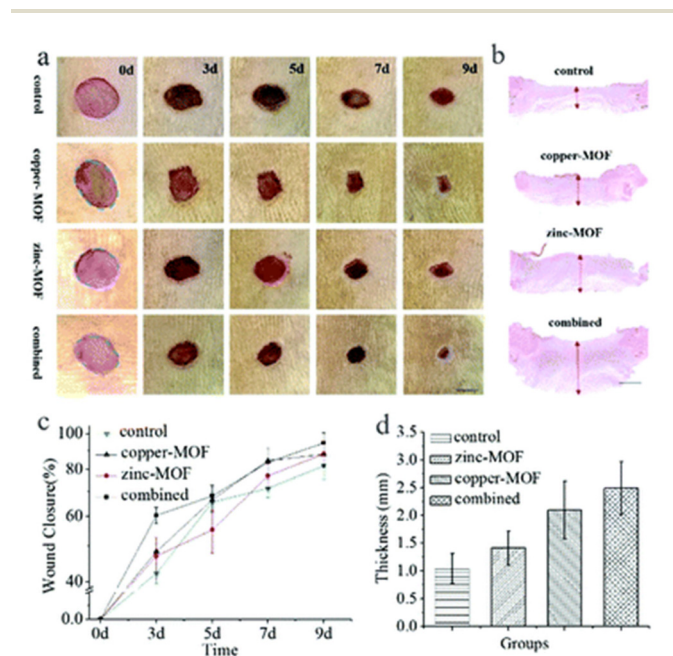 a
0d
3d
5d
7d
9d
control
copper-MOF
zinc-MOF
combined
b
control
copper-MOF
zinc-MOF
combined
c
control
copper-MOF
zinc-MOF
combined
Wound Closure(%)
100
80
60
40
0.0
0d
3d
5d
7d
9d
Time
d
control
zinc-MOF
copper-MOF
combined
Thickness (mm)
3.5
3.0
2.5
2.0
1.5
1.0
0.5
0.0
Groups